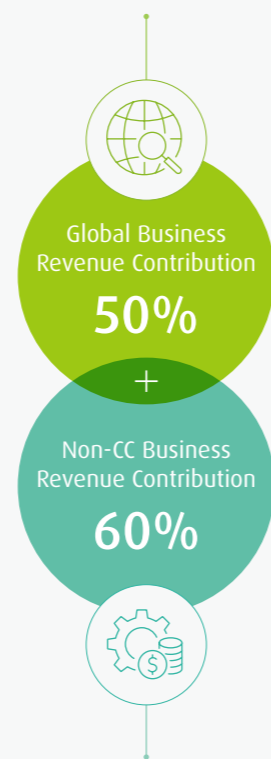 Global Business
Revenue Contribution
50%
+
Non-CC Business
Revenue Contribution
60%
$